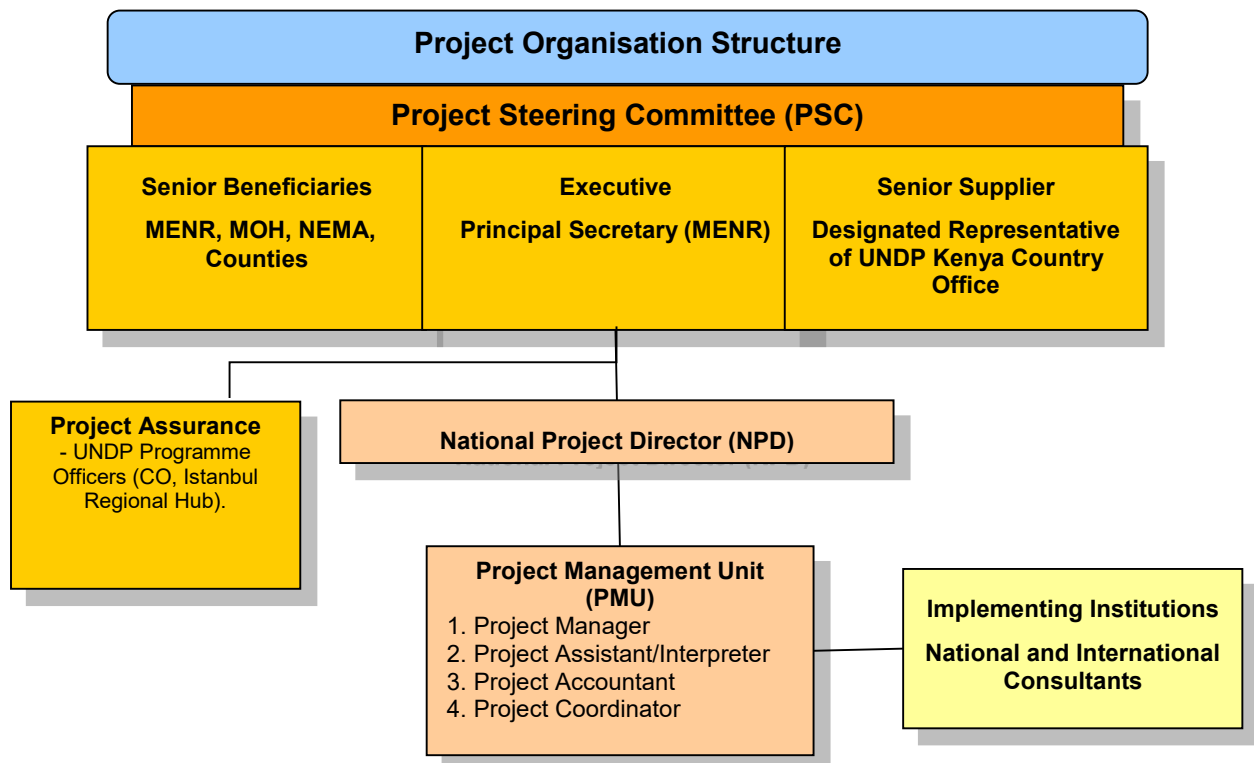 Project Organisation Structure
Project Steering Committee (PSC)
Senior Beneficiaries
MENR, MOH, NEMA,
Counties
Executive
Principal Secretary (MENR)
Senior Supplier
Designated Representative
of UNDP Kenya Country
Office
Project Assurance
- UNDP Programme
Officers (CO, Istanbul
Regional Hub).
National Project Director (NPD)
Project Management Unit
(PMU)
1. Project Manager
2. Project Assistant/Interpreter
3. Project Accountant
4. Project Coordinator
Implementing Institutions
National and International
Consultants